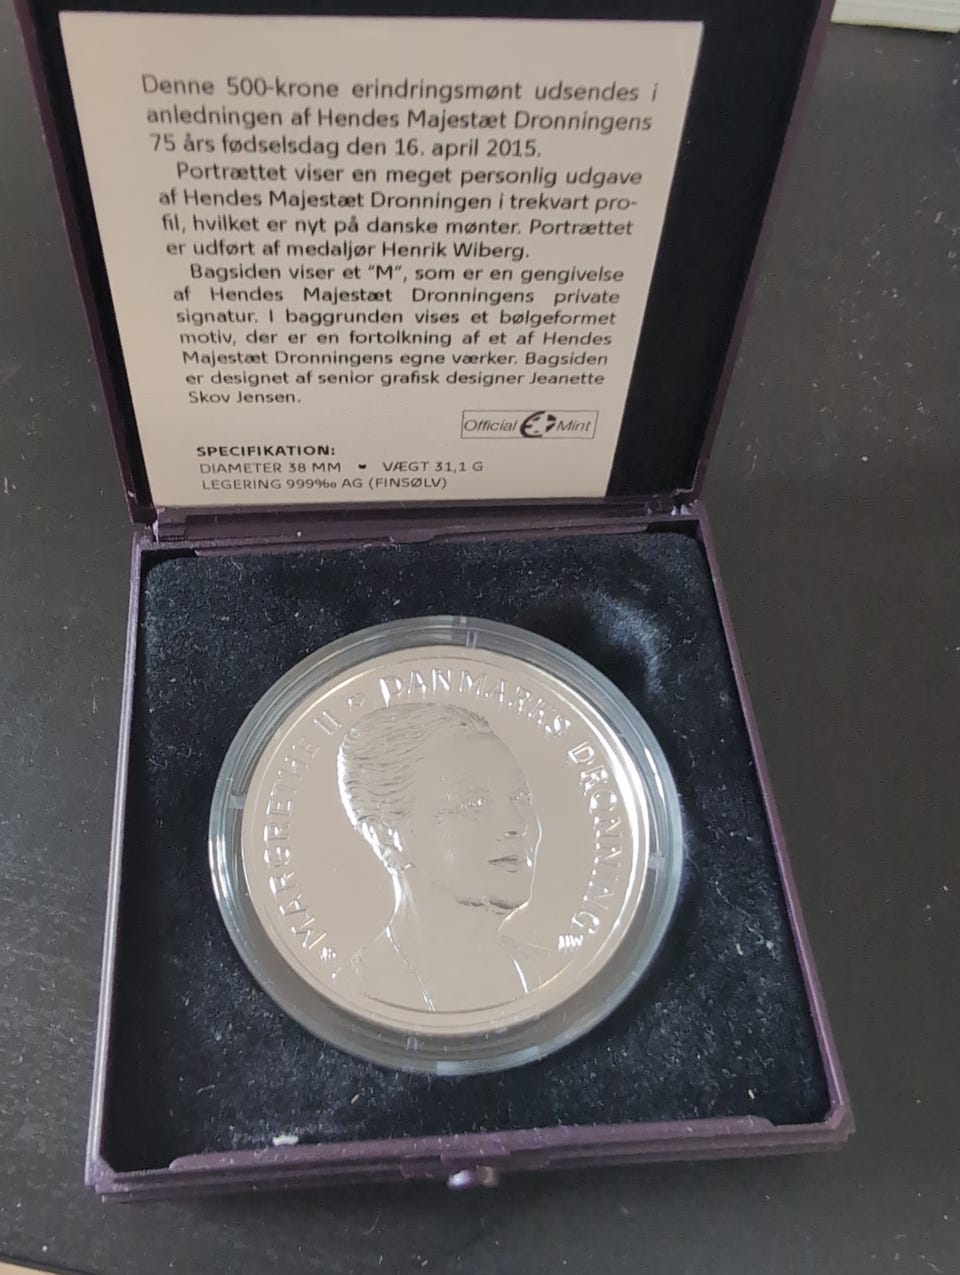 Denne 500-krone erindringsmønt udsendes i
anledningen af Hendes Majestæt Dronningens
75 års fødselsdag den 16. april 2015.
Portrættet viser en meget personlig udgave
af Hendes Majestæt Dronningen i trekvart pro-
fil, hvilket er nyt på danske mønter. Portrættet
er udført af medaljør Henrik Wiberg.
Bagsiden viser et "M", som er en gengivelse
af Hendes Majestæt Dronningens private
signatur. I baggrunden vises et bølgeformet
motiv, der er en fortolkning af et af Hendes
Majestæt Dronningens egne værker. Bagsiden
er designet af senior grafisk designer Jeanette
Skov Jensen.
Official Mint
SPECIFIKATION:
DIAMETER 38 MM VÆGT 31,1 G
LEGERING 999‰ AG (FINSØLV)
MARGRETHE II DANMARKS DRONNING